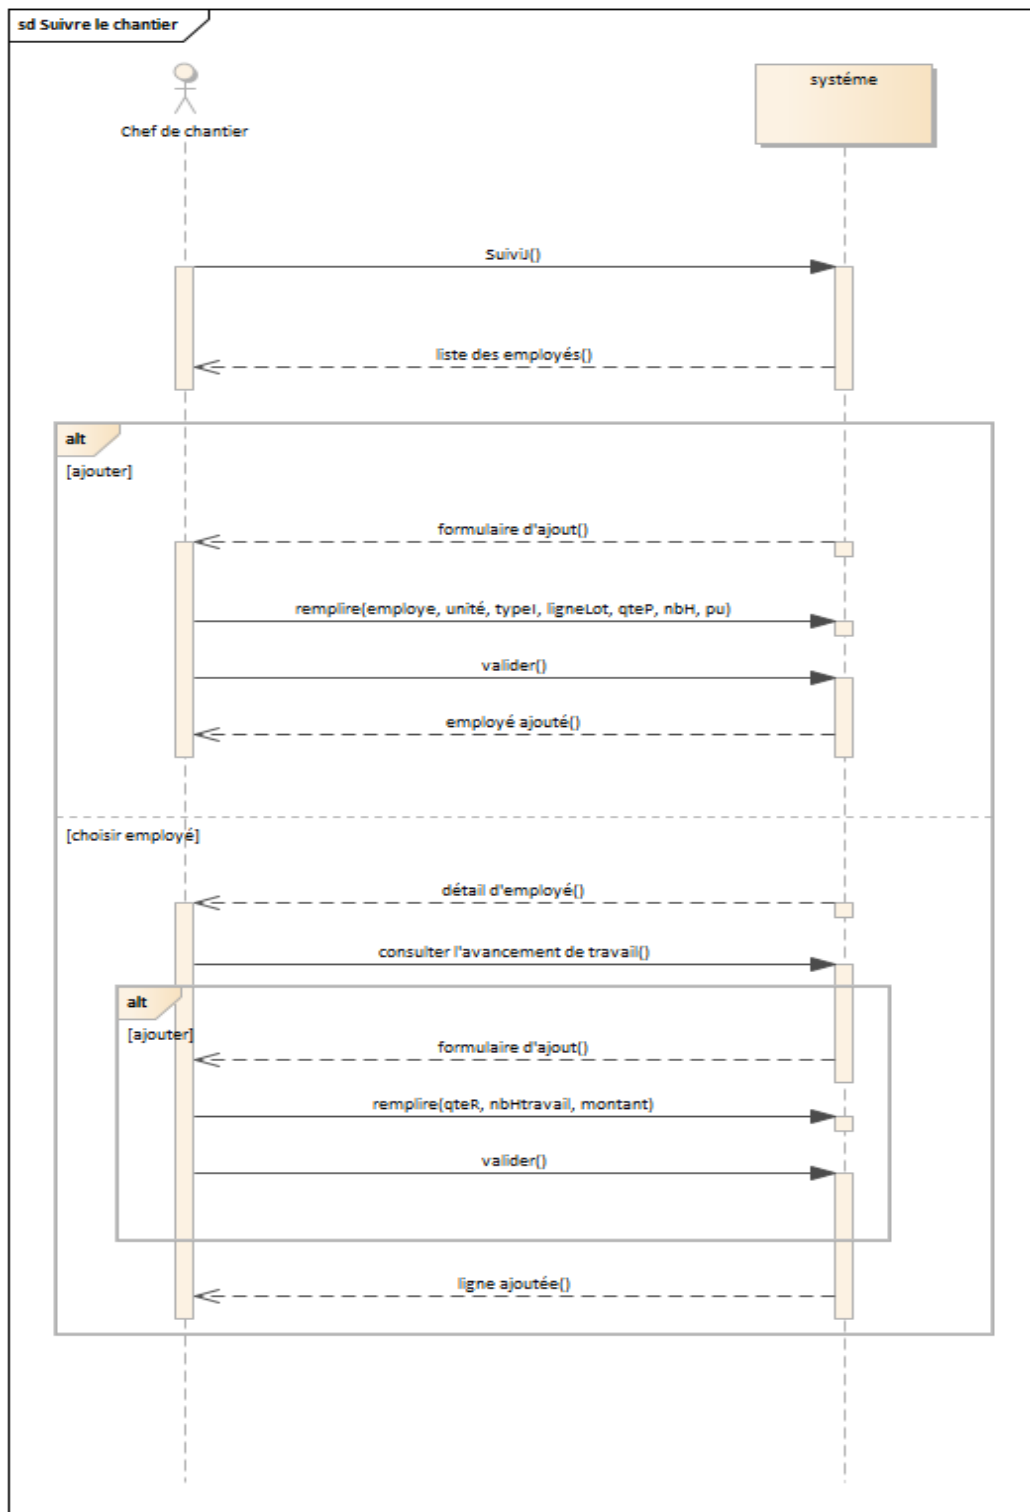 sd Suivre le chantier
systéme
Chef de chantier
SuiviJ()
liste des employés()
alt
[ajouter]
formulaire d'ajout()
remplire(employe, unité, typeI, ligneLot, qteP, nbH, pu)
valider()
employé ajouté()
[choisir employé]
détail d'employé()
consulter l'avancement de travail()
alt
[ajouter]
formulaire d'ajout()
remplire(qteR, nbHtravail, montant)
valider()
ligne ajoutée()